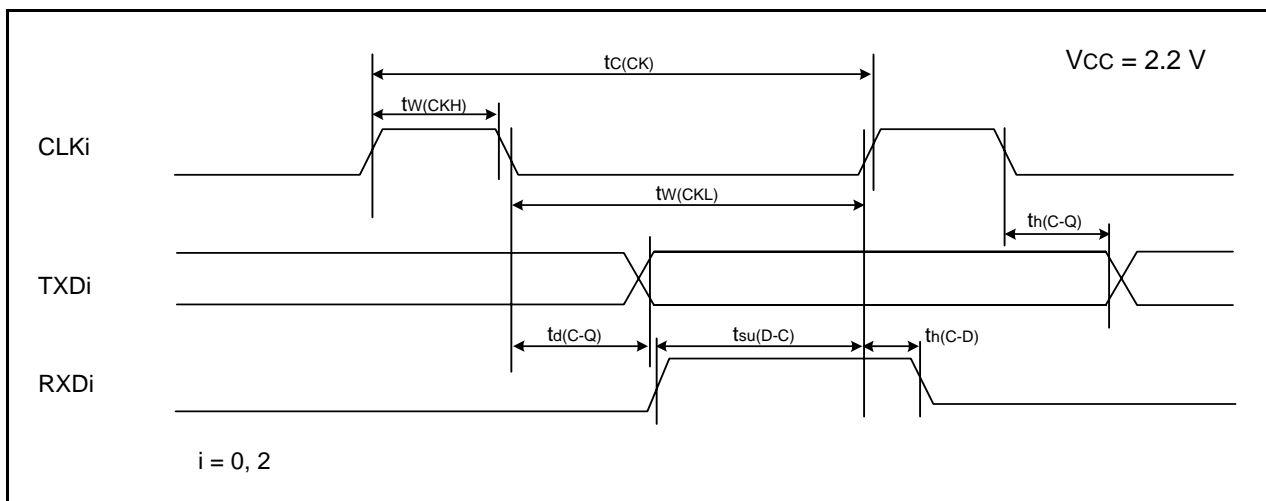 VCC = 2.2 V
tC(CK)
tW(CKH)
CLKi
tW(CKL)
th(C-Q)
TXDi
td(C-Q)
tsu(D-C)
th(C-D)
RXDi
i = 0, 2